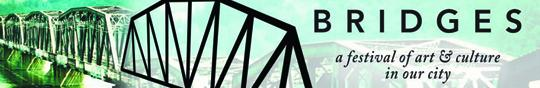 BRIDGES
a festival of art & culture
in our city